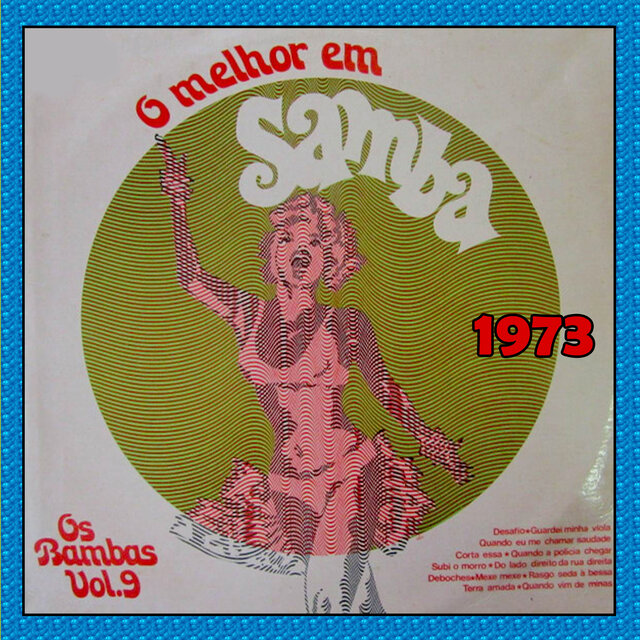 O melhor em
Samba
1973
Os
Bambas
Vol.9
Desafio★Guardei minha viola
Quando eu me chamar saudade
Corta essa★Quando a policia chegar
Subi o morro★Do lado direito da rua direita
Deboches★Mexe mexe★Rasgo seda à bessa
Terra amada★Quando vim de minas